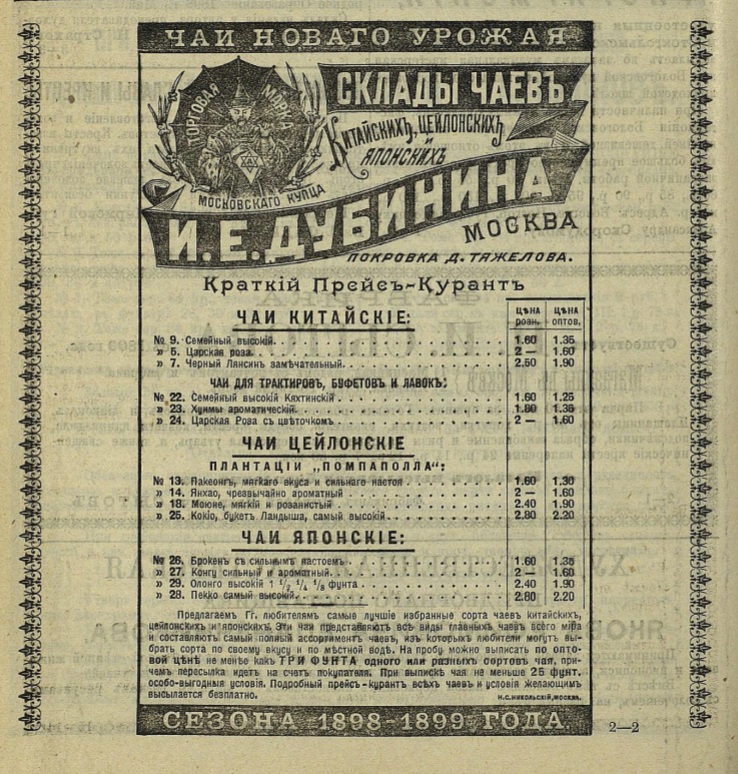 ЧАИ НОВАГО УРОЖАЯ
ТОРГОВАЯ МАРКА
МОСКОВСКАГО КУПЦА
СКЛАДЫ ЧАЕВЪ
КИТАЙСКИХЪ, ЦЕЙЛОНСКИХЪ
И
ЯПОНСКИХЪ
И. Е. ДУБИНИНА
МОСКВА
ПОКРОВКА Д. ТЯЖЕЛОВА.
Краткій Прейсъ-Курантъ
ЧАИ КИТАЙСКІЕ: ЦѢНА розн. ЦѢНА оптов.
№ 9. Семейный высокій. 1.60 1.35
» 5. Царская роза. 2— 1.60
» 7. Черный Лянсинъ замѣчательный. 2.50 1.90
ЧАИ ДЛЯ ТРАКТИРОВЪ, БУФЕТОВЪ И ЛАВОКЪ:
№ 22. Семейный высокій Кяхтинскій 1.60 1.25
» 23. Хунмы ароматическій. 1.80 1.35
» 24. Царская Роза съ цвѣточкомъ 2— 1.60
ЧАИ ЦЕЙЛОНСКІЕ
ПЛАНТАЦІИ „ПОМПАПОЛЛА":
№ 13. Пакеонгъ, мягкаго вкуса и сильнаго настоя 1.60 1.30
» 14. Янхао, чрезвычайно ароматный 2— 1.60
» 18. Моюне, мягкій и розанистый 2.40 1.90
» 25. Кокіо, букетъ Ландыша, самый высокій. 2.80 2.20
ЧАИ ЯПОНСКІЕ:
№ 26. Брокенъ съ сильнымъ настоемъ 1.60 1.35
» 27. Конгу сильный и ароматный. 2— 1.60
» 29. Олонго высокій 1 1/2 1/4 1/8 фунта 2.40 1.90
» 28. Пекко самый высокій. 2.80 2.20
Предлагаемъ Гг. любителямъ самые лучшіе избранные сорта чаевъ китайскихъ,
цейлонскихъ и японскихъ. Эти чаи представляютъ всѣ виды главныхъ чаевъ всего міра
и составляютъ самый полный ассортиментъ чаевъ, изъ которыхъ любители могутъ вы-
брать сорта по своему вкусу и по мѣстной водѣ. На пробу можно выписать по опто-
вой цѣнѣ не менѣе какъ ТРИ ФУНТА одного или разныхъ сортовъ чая, при-
чемъ пересылка идетъ на счетъ покупателя. При выпискѣ чая не меньше 25 фунт.
особо-выгодныя условія. Подробный прейсъ-курантъ всѣхъ чаевъ и условія желающимъ
высылается безплатно.
Н.С. НИКОЛЬСКІЙ, МОСКВА.
СЕЗОНА 1898-1899 ГОДА.
2—2